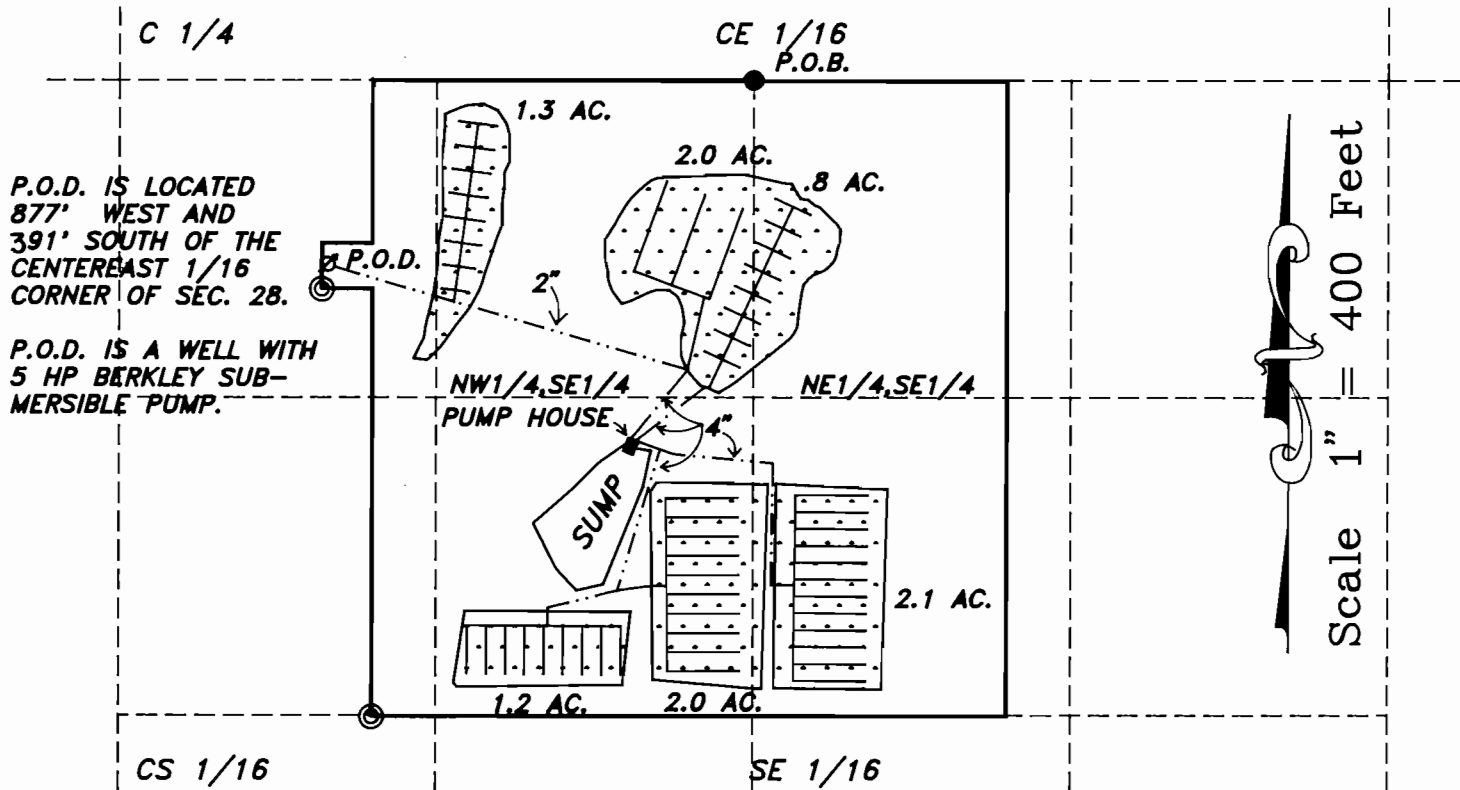 C 1/4
CE 1/16
P.O.B.
1.3 AC.
2.0 AC.
.8 AC.
P.O.D. IS LOCATED
877' WEST AND
391' SOUTH OF THE
CENTEREAST 1/16
CORNER OF SEC. 28.
P.O.D.
2"
P.O.D. IS A WELL WITH
5 HP BERKLEY SUB-
MERSIBLE PUMP.
NW1/4,SE1/4
NE1/4,SE1/4
PUMP HOUSE
4"
SUMP
2.1 AC.
1.2 AC.
2.0 AC.
CS 1/16
SE 1/16
Scale 1" = 400 Feet